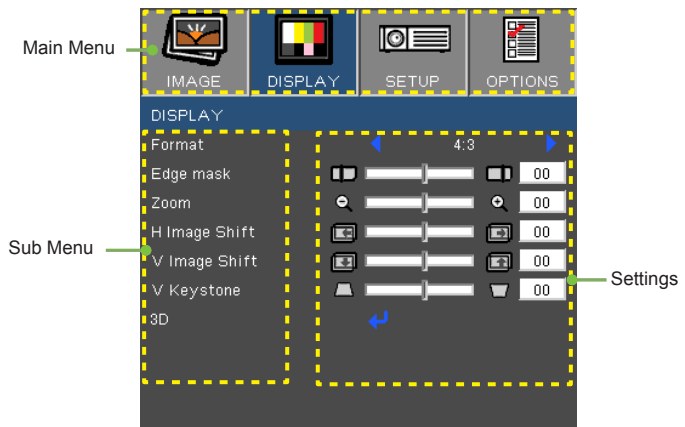 Main Menu
IMAGE DISPLAY SETUP OPTIONS
DISPLAY
Format 4:3
Edge mask 00
Zoom 00
H Image Shift 00
Sub Menu
V Image Shift 00
Settings
V Keystone 00
3D